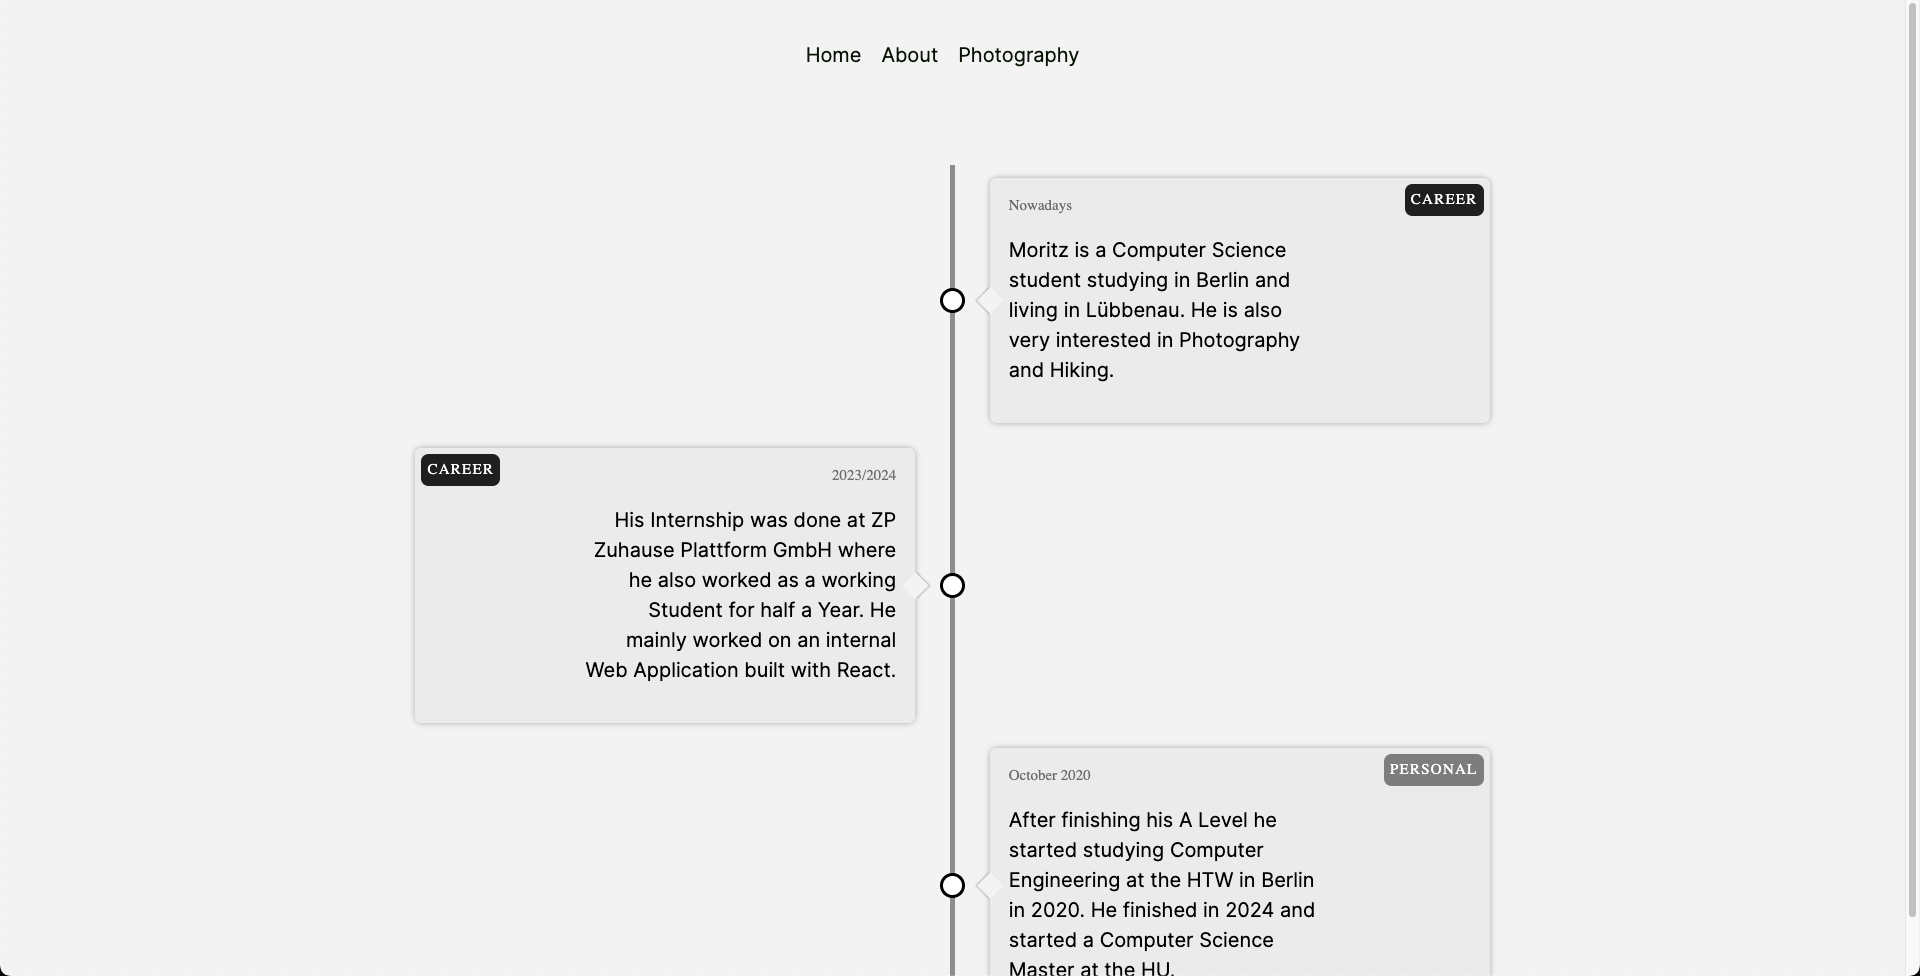 Home About Photography
Nowadays
CAREER
Moritz is a Computer Science
student studying in Berlin and
living in Lübbenau. He is also
very interested in Photography
and Hiking.
CAREER
2023/2024
His Internship was done at ZP
Zuhause Plattform GmbH where
he also worked as a working
Student for half a Year. He
mainly worked on an internal
Web Application built with React.
October 2020
PERSONAL
After finishing his A Level he
started studying Computer
Engineering at the HTW in Berlin
in 2020. He finished in 2024 and
started a Computer Science
Master at the HU.